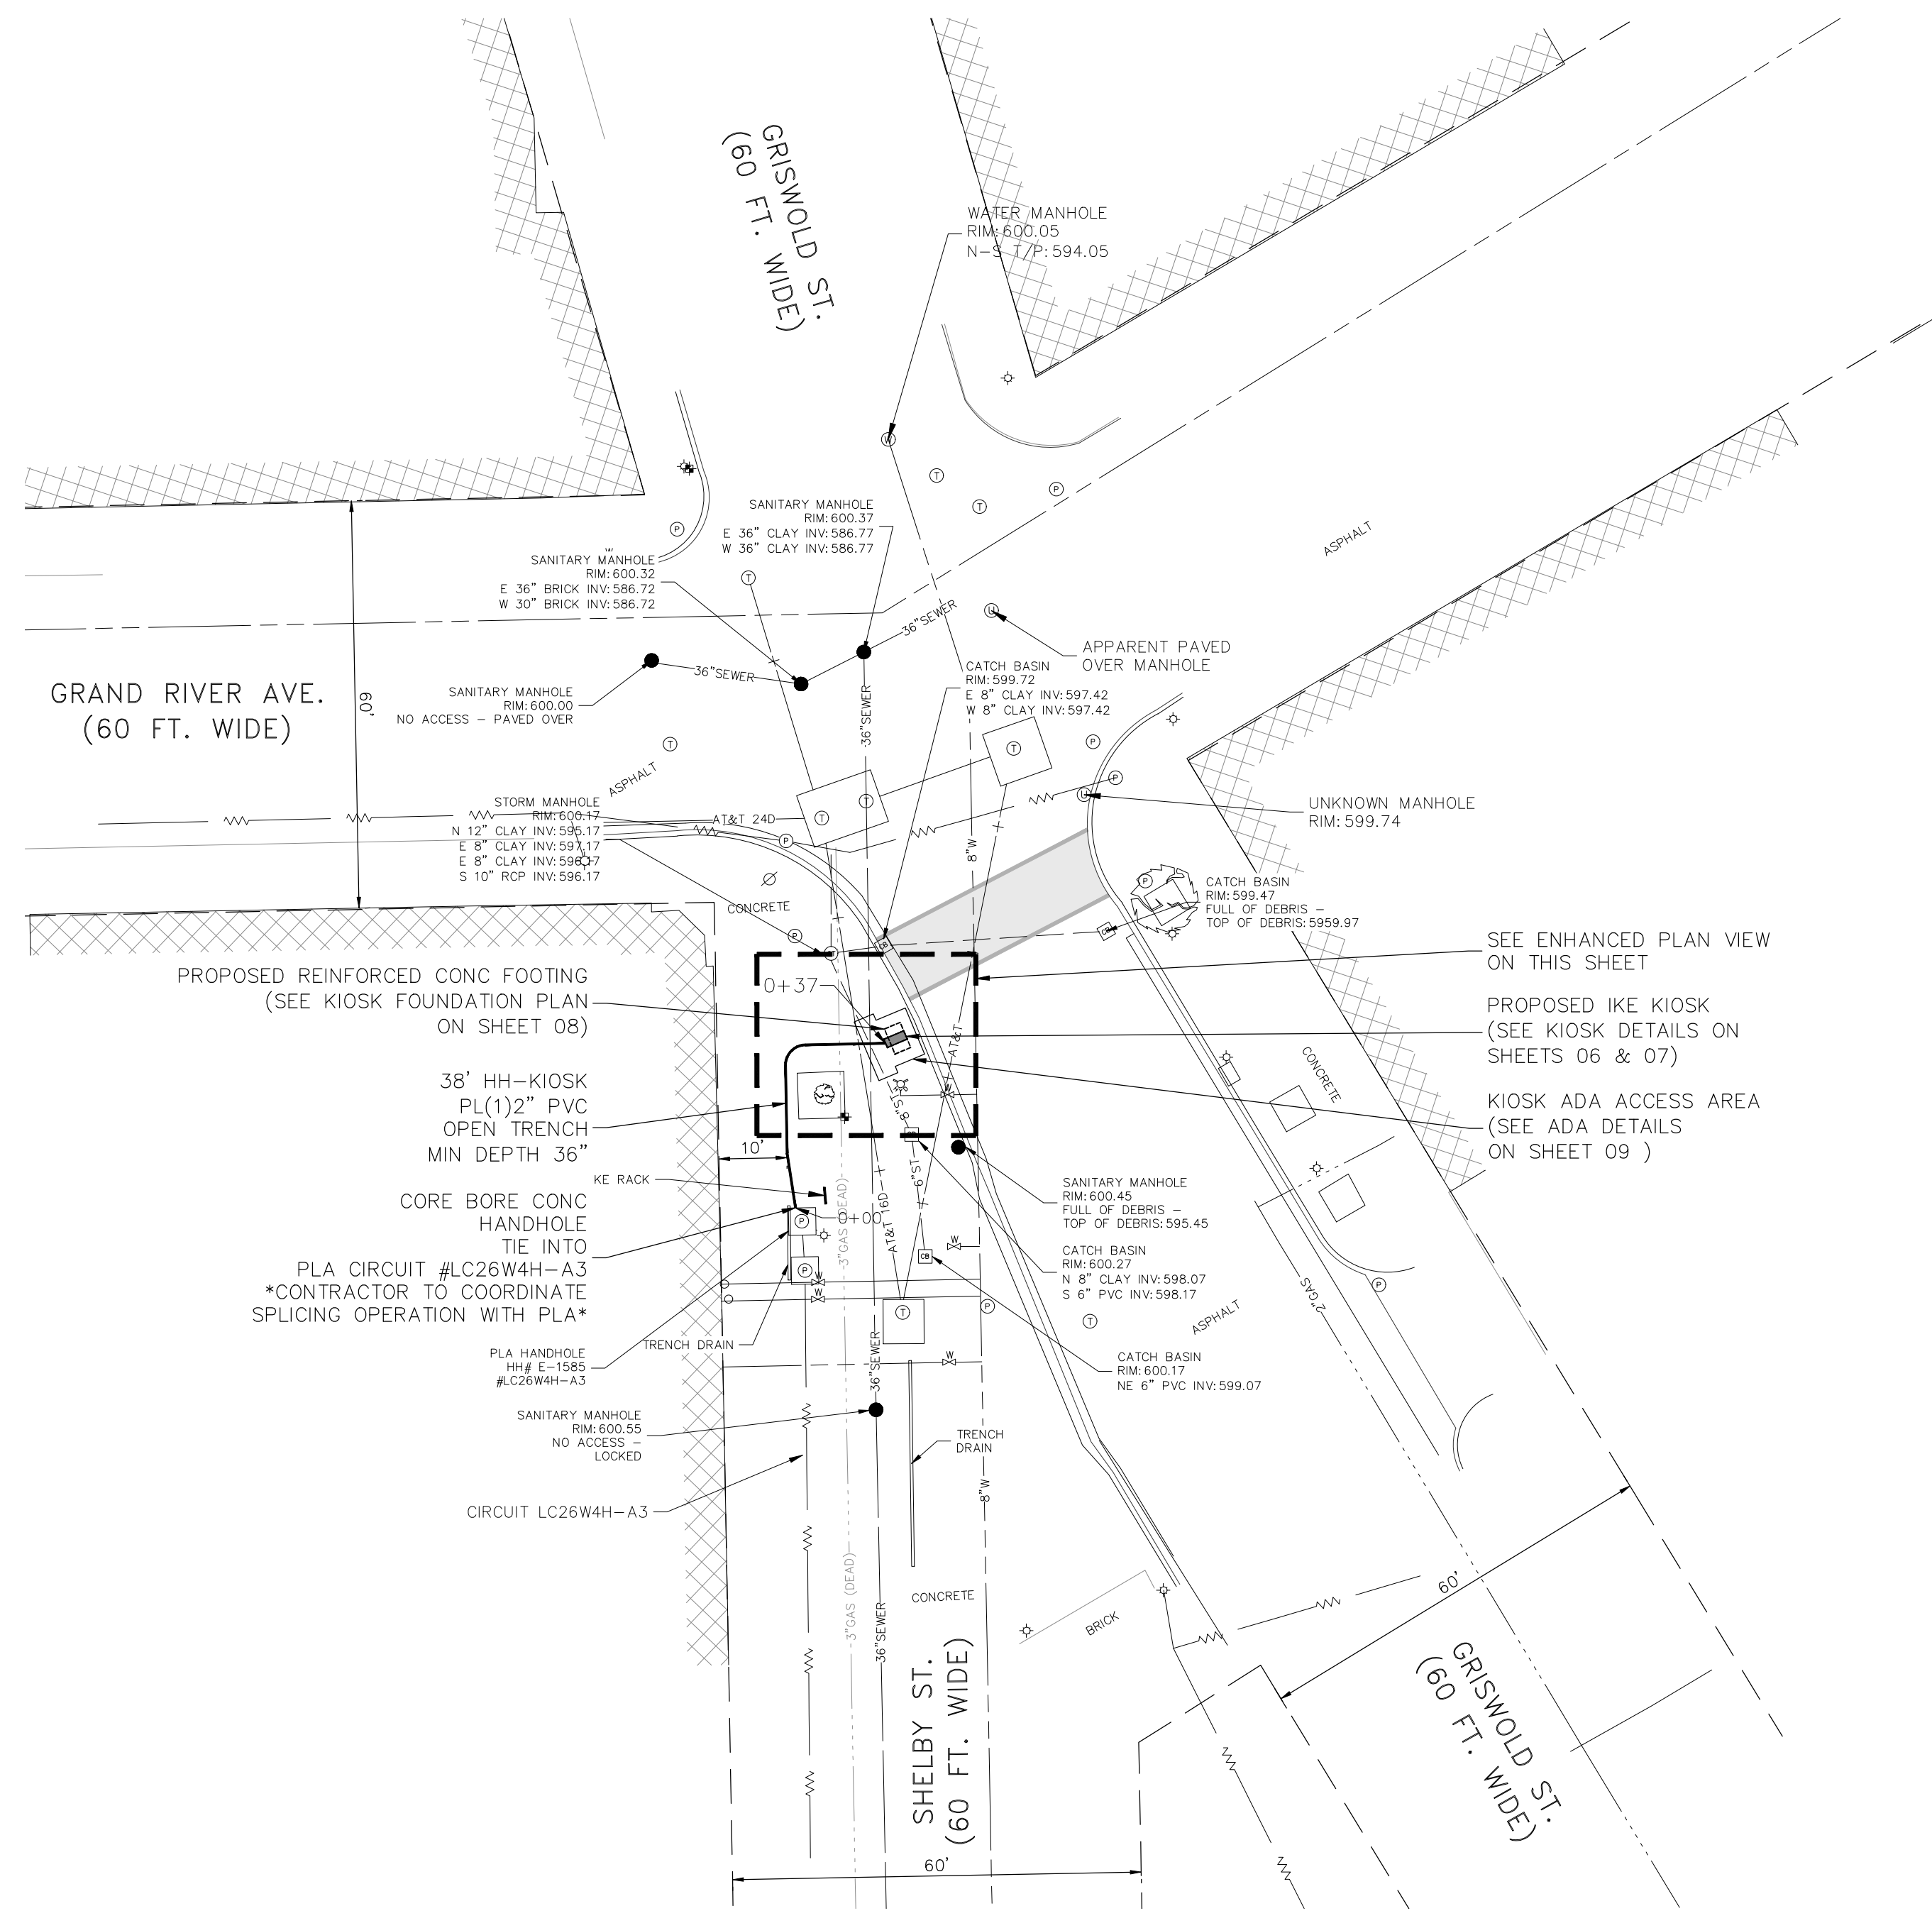 GRISWOLD ST.
(60 FT. WIDE)
WATER MANHOLE
RIM: 600.05
N-S T/P: 594.05
SANITARY MANHOLE
RIM: 600.37
E 36" CLAY INV: 586.77
W 36" CLAY INV: 586.77
W
SANITARY MANHOLE
RIM: 600.32
E 36" BRICK INV: 586.72
W 30" BRICK INV: 586.72
ASPHALT
36"SEWER
36"SEWER
36"SEWER
APPARENT PAVED
OVER MANHOLE
CATCH BASIN
RIM: 599.72
E 8" CLAY INV: 597.42
W 8" CLAY INV: 597.42
GRAND RIVER AVE.
(60 FT. WIDE)
60'
SANITARY MANHOLE
RIM: 600.00
NO ACCESS - PAVED OVER
ASPHALT
STORM MANHOLE
RIM: 600.17
N 12" CLAY INV: 595.17
E 8" CLAY INV: 597.17
E 8" CLAY INV: 596.17
S 10" RCP INV: 596.17
AT&T 24D
8"W
UNKNOWN MANHOLE
RIM: 599.74
CATCH BASIN
RIM: 599.47
FULL OF DEBRIS -
TOP OF DEBRIS: 5959.97
CONCRETE
CB
CB
SEE ENHANCED PLAN VIEW
ON THIS SHEET
PROPOSED REINFORCED CONC FOOTING
(SEE KIOSK FOUNDATION PLAN
ON SHEET 08)
0+37
PROPOSED IKE KIOSK
(SEE KIOSK DETAILS ON
SHEETS 06 & 07)
AT&T
CONCRETE
38' HH-KIOSK
PL(1)2" PVC
OPEN TRENCH
MIN DEPTH 36"
8"ST
W
KIOSK ADA ACCESS AREA
(SEE ADA DETAILS
ON SHEET 09 )
10'
6"ST
KE RACK
SANITARY MANHOLE
RIM: 600.45
FULL OF DEBRIS -
TOP OF DEBRIS: 595.45
CORE BORE CONC
HANDHOLE
TIE INTO
PLA CIRCUIT #LC26W4H-A3
*CONTRACTOR TO COORDINATE
SPLICING OPERATION WITH PLA*
0+00
3"GAS (DEAD)
AT&T 16D
W
CB
CATCH BASIN
RIM: 600.27
N 8" CLAY INV: 598.07
S 6" PVC INV: 598.17
W
W
2"GAS
ASPHALT
TRENCH DRAIN
PLA HANDHOLE
HH# E-1585
#LC26W4H-A3
36"SEWER
W
CATCH BASIN
RIM: 600.17
NE 6" PVC INV: 599.07
SANITARY MANHOLE
RIM: 600.55
NO ACCESS -
LOCKED
TRENCH
DRAIN
8"W
CIRCUIT LC26W4H-A3
3"GAS (DEAD)
36"SEWER
CONCRETE
BRICK
60'
SHELBY ST.
(60 FT. WIDE)
GRISWOLD ST.
(60 FT. WIDE)
60'